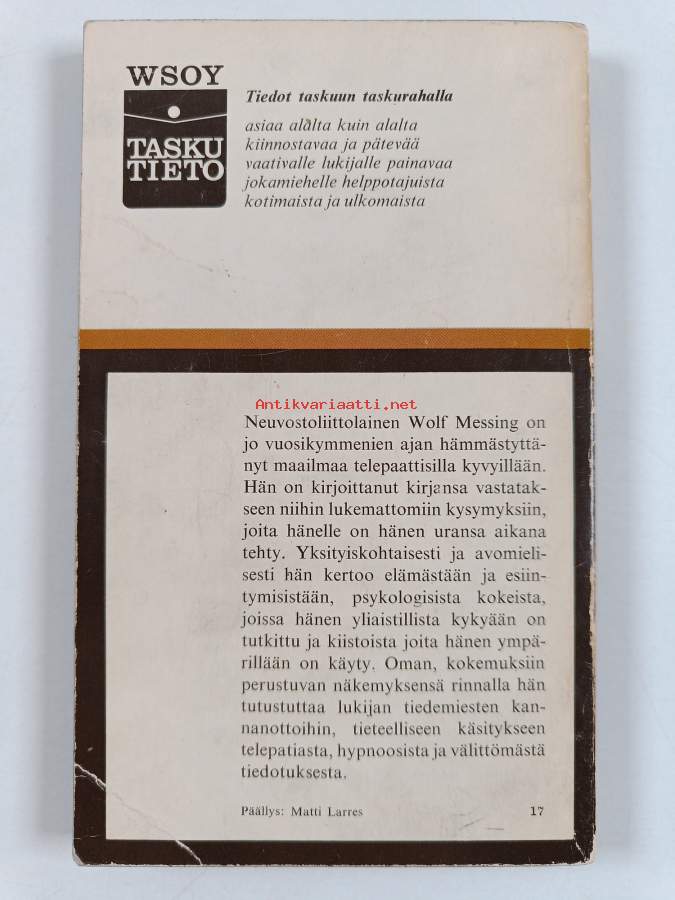 WSOY
TASKU
TIETO
Tiedot taskuun taskurahalla
asiaa alalta kuin alalta
kiinnostavaa ja pätevää
vaativalle lukijalle painavaa
jokamiehelle helppotajuista
kotimaista ja ulkomaista
Antikvariaatti.net
Neuvostoliittolainen Wolf Messing on
jo vuosikymmenien ajan hämmästyttä-
nyt maailmaa telepaattisilla kyvyillään.
Hän on kirjoittanut kirjansa vastatak-
seen niihin lukemattomiin kysymyksiin,
joita hänelle on hänen uransa aikana
tehty. Yksityiskohtaisesti ja avomieli-
sesti hän kertoo elämästään ja esiin-
tymisistään, psykologisista kokeista,
joissa hänen yliaistillista kykyään on
tutkittu ja kiistoista joita hänen ympä-
rillään on käyty. Oman, kokemuksiin
perustuvan näkemyksensä rinnalla hän
tutustuttaa lukijan tiedemiesten kan-
nanottoihin, tieteelliseen käsitykseen
telepatiasta, hypnoosista ja välittömästä
tiedotuksesta.
Päällys: Matti Larres 17